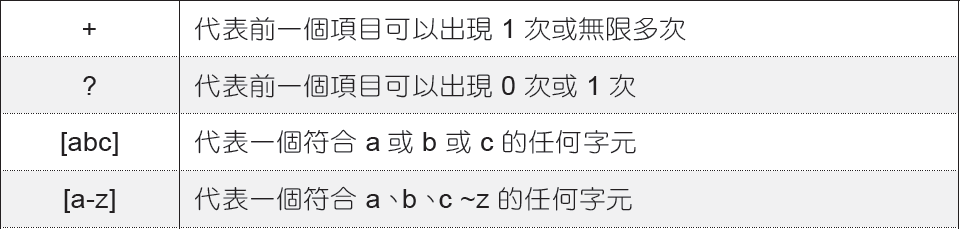 + 代表前一個項目可以出現 1 次或無限多次
? 代表前一個項目可以出現 0 次或 1 次
[abc] 代表一個符合 a 或 b 或 c 的任何字元
[a-z] 代表一個符合 a、b、c ~z 的任何字元